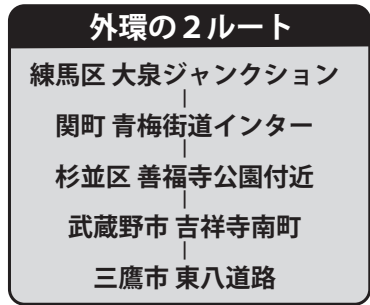 外環の２ルート
練馬区 大泉ジャンクション
関町 青梅街道インター
杉並区 善福寺公園付近
武蔵野市 吉祥寺南町
三鷹市 東八道路